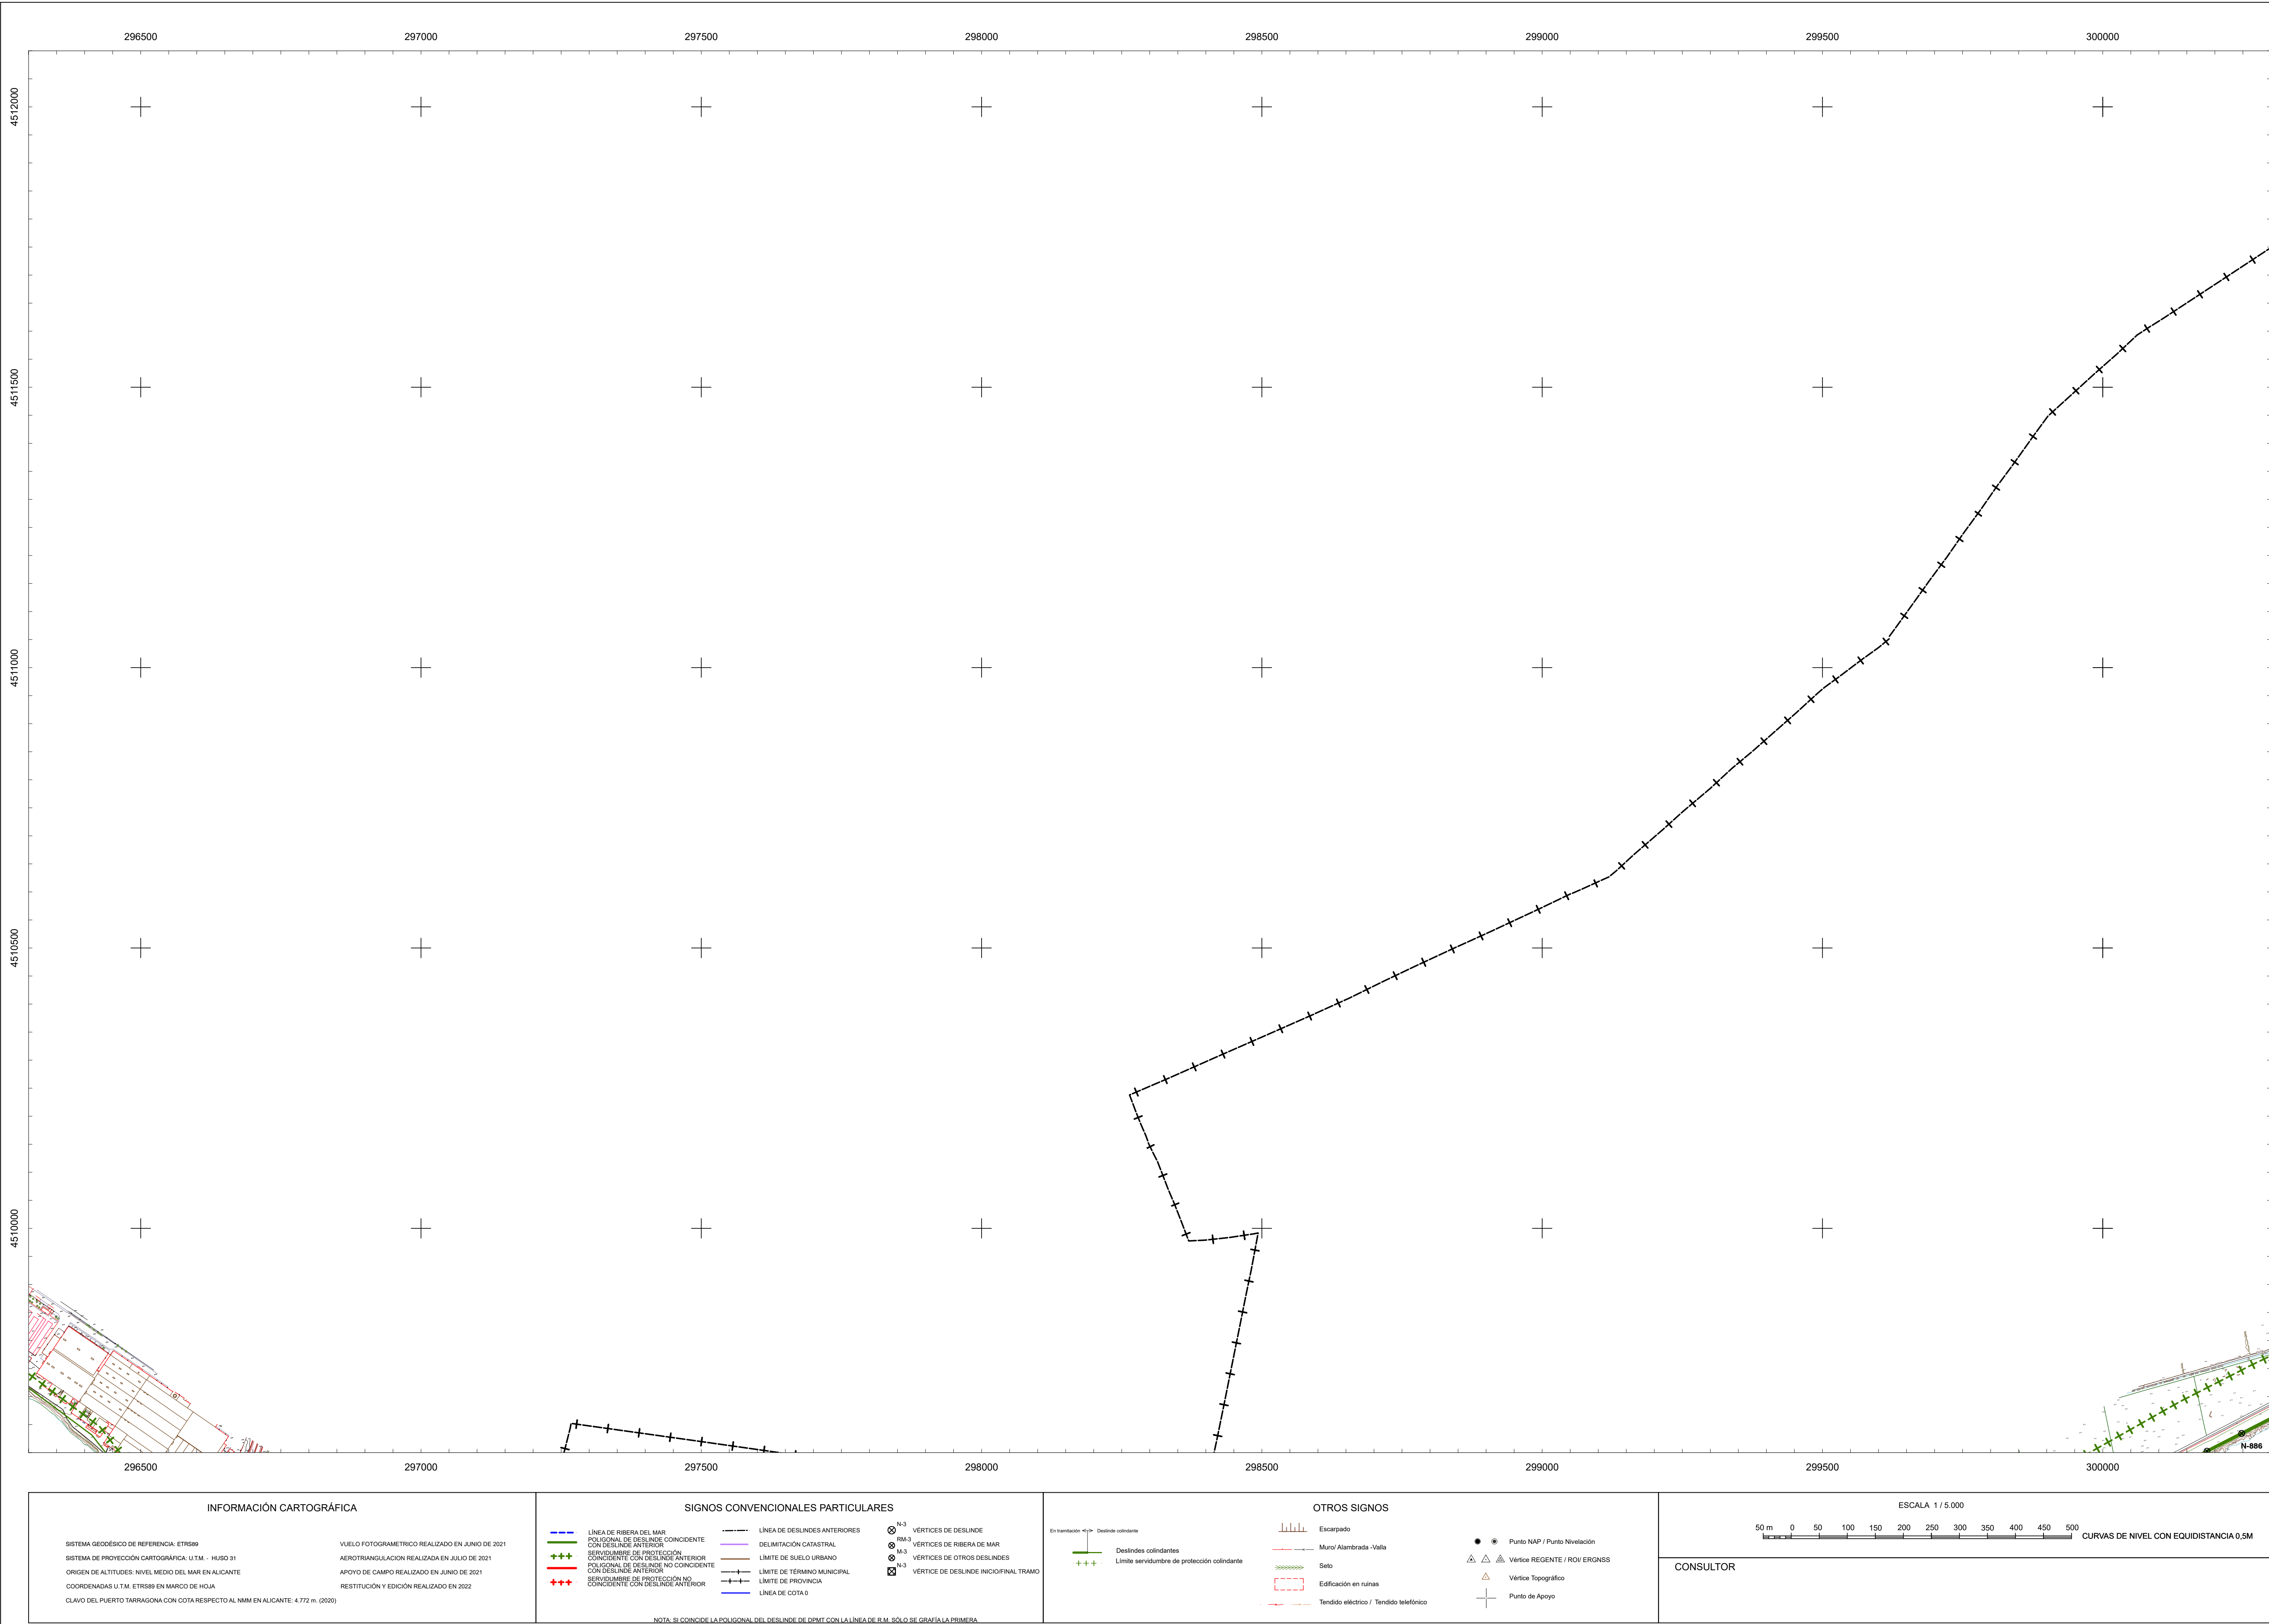 296500 297000 297500 298000 298500 299000 299500 300000
4512000
4511500
4511000
4510500
4510000
N-886
296500 297000 297500 298000 298500 299000 299500 300000
INFORMACIÓN CARTOGRÁFICA
SISTEMA GEODÉSICO DE REFERENCIA: ETRS89
SISTEMA DE PROYECCIÓN CARTOGRÁFICA: U.T.M. - HUSO 31
ORIGEN DE ALTITUDES: NIVEL MEDIO DEL MAR EN ALICANTE
COORDENADAS U.T.M. ETRS89 EN MARCO DE HOJA
CLAVO DEL PUERTO TARRAGONA CON COTA RESPECTO AL NMM EN ALICANTE: 4.772 m. (2020)
VUELO FOTOGRAMETRICO REALIZADO EN JUNIO DE 2021
AEROTRIANGULACION REALIZADA EN JULIO DE 2021
APOYO DE CAMPO REALIZADO EN JUNIO DE 2021
RESTITUCIÓN Y EDICIÓN REALIZADO EN 2022
SIGNOS CONVENCIONALES PARTICULARES
LÍNEA DE RIBERA DEL MAR
POLIGONAL DE DESLINDE COINCIDENTE
CON DESLINDE ANTERIOR
SERVIDUMBRE DE PROTECCIÓN
COINCIDENTE CON DESLINDE ANTERIOR
POLIGONAL DE DESLINDE NO COINCIDENTE
CON DESLINDE ANTERIOR
SERVIDUMBRE DE PROTECCIÓN NO
COINCIDENTE CON DESLINDE ANTERIOR
LÍNEA DE DESLINDES ANTERIORES
DELIMITACIÓN CATASTRAL
LÍMITE DE SUELO URBANO
LÍMITE DE TÉRMINO MUNICIPAL
LÍMITE DE PROVINCIA
LÍNEA DE COTA 0
N-3
VÉRTICES DE DESLINDE
RM-3
VÉRTICES DE RIBERA DE MAR
M-3
VÉRTICES DE OTROS DESLINDES
N-3
VÉRTICE DE DESLINDE INICIO/FINAL TRAMO
NOTA: SI COINCIDE LA POLIGONAL DEL DESLINDE DE DPMT CON LA LÍNEA DE R.M. SÓLO SE GRAFÍA LA PRIMERA
OTROS SIGNOS
En tramitación Deslinde colindante
Deslindes colindantes
Límite servidumbre de protección colindante
Escarpado
Muro/ Alambrada -Valla
Seto
Edificación en ruinas
Tendido eléctrico / Tendido telefónico
Punto NAP / Punto Nivelación
Vértice REGENTE / ROI/ ERGNSS
Vértice Topográfico
Punto de Apoyo
ESCALA 1 / 5.000
50 m 0 50 100 150 200 250 300 350 400 450 500
CURVAS DE NIVEL CON EQUIDISTANCIA 0,5M
CONSULTOR